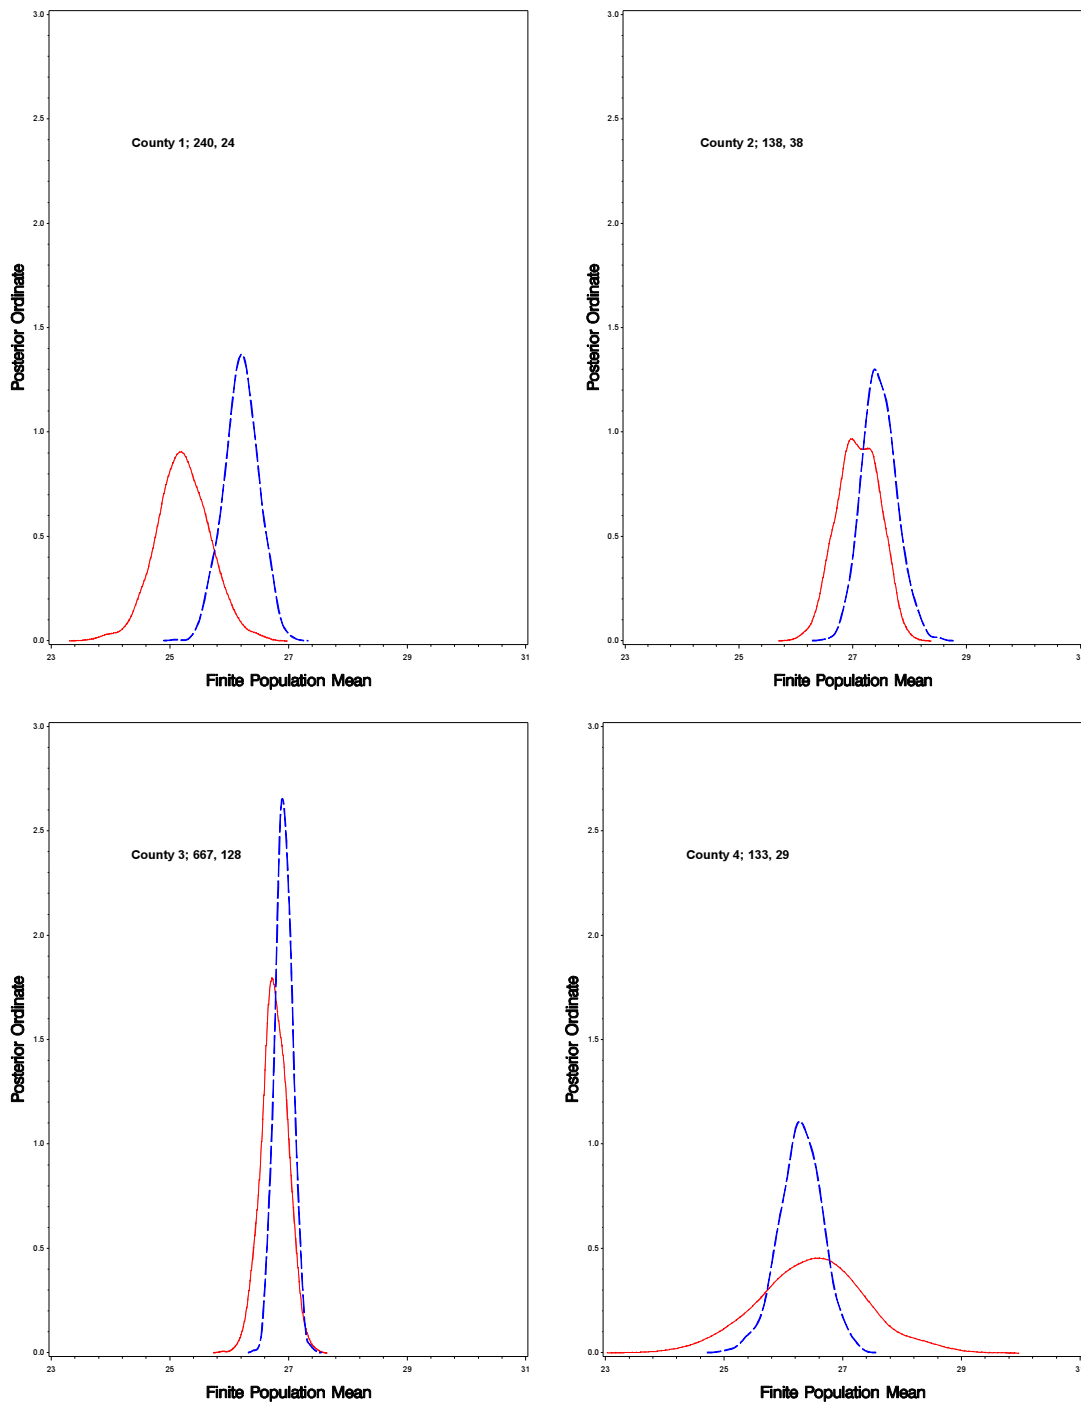 3.0
2.5
2.0
1.5
1.0
0.5
0.0
Posterior Ordinate
County 1; 240, 24
23 25 27 29 31
Finite Population Mean
3.0
2.5
2.0
1.5
1.0
0.5
0.0
Posterior Ordinate
County 2; 138, 38
23 25 27 29 3
Finite Population Mean
3.0
2.5
2.0
1.5
1.0
0.5
0.0
Posterior Ordinate
County 3; 667, 128
23 25 27 29 31
Finite Population Mean
3.0
2.5
2.0
1.5
1.0
0.5
0.0
Posterior Ordinate
County 4; 133, 29
23 25 27 29 3
Finite Population Mean